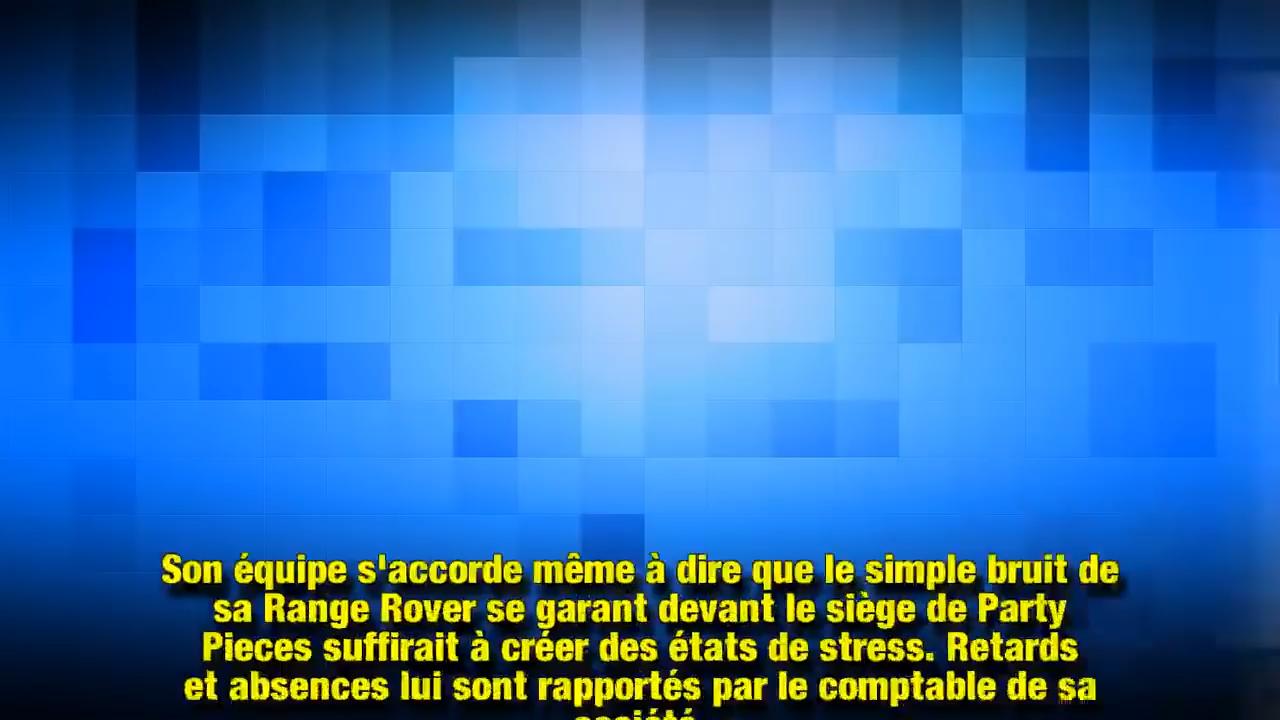 Son équipe s'accorde même à dire que le simple bruit de
sa Range Rover se garant devant le siège de Party
Pieces suffirait à créer des états de stress. Retards
et absences lui sont rapportés par le comptable de sa
société